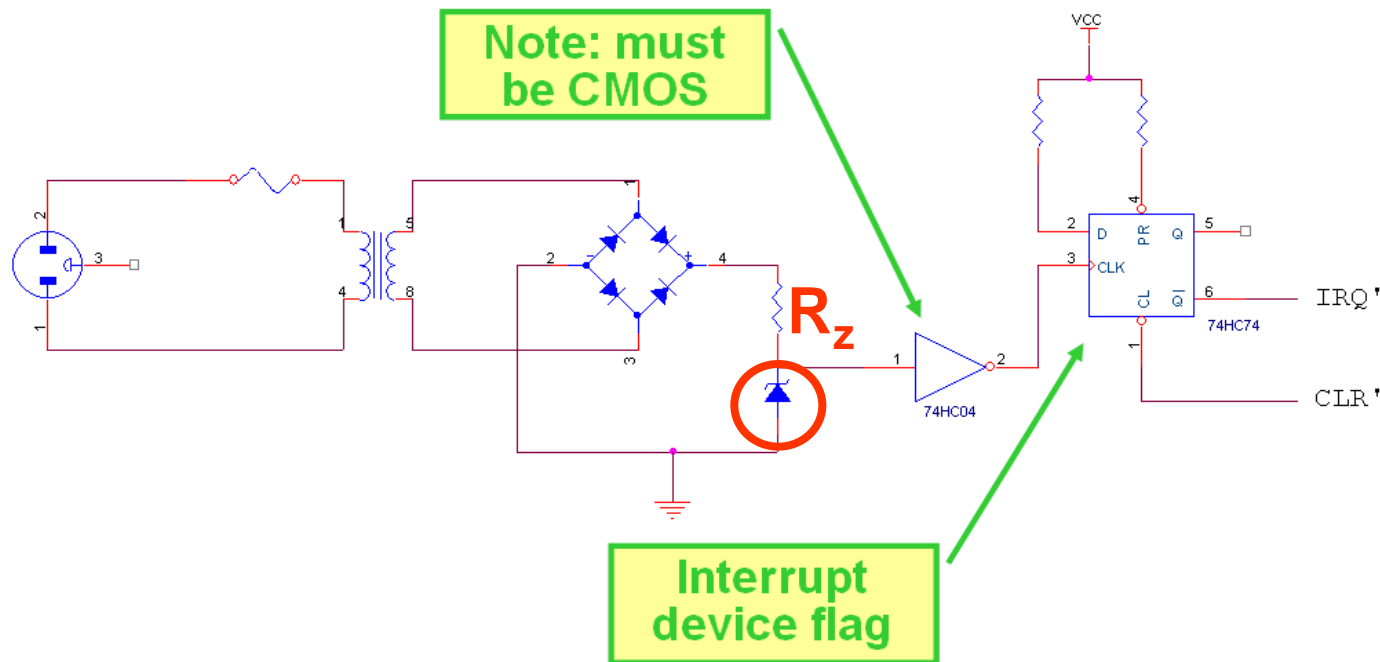 Note: must
be CMOS
VCC
2
3
1
1
4
5
8
1
2
-
+
4
3
Rz
1
2
74HC04
4
2
D
PR
Q
5
3
CLK
CL
Q
6
IRQ'
74HC74
1
CLR'
Interrupt
device flag